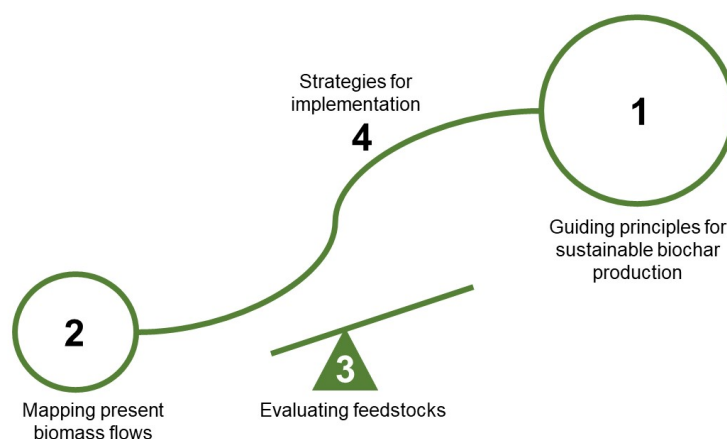 Strategies for
implementation
4
1
Guiding principles for
sustainable biochar
production
2
Mapping present
biomass flows
3
Evaluating feedstocks